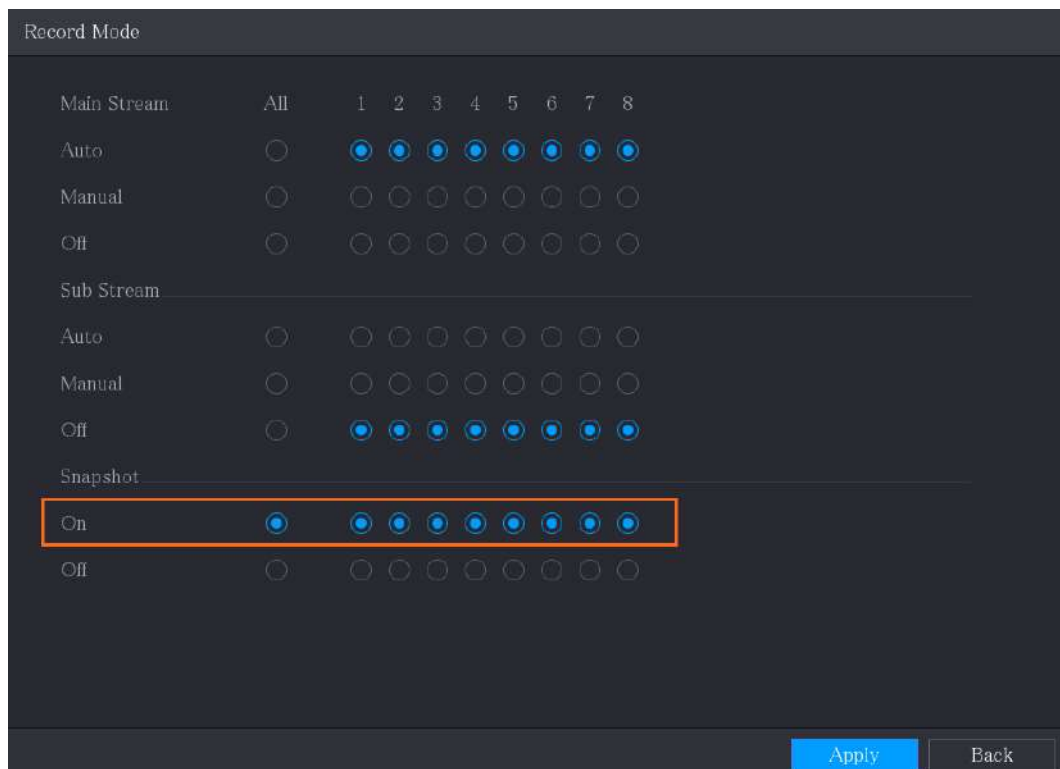 Record Mode
Main Stream All 1 2 3 4 5 6 7 8
Auto
Manual
Off
Sub Stream
Auto
Manual
Off
Snapshot
On
Off
Apply Back